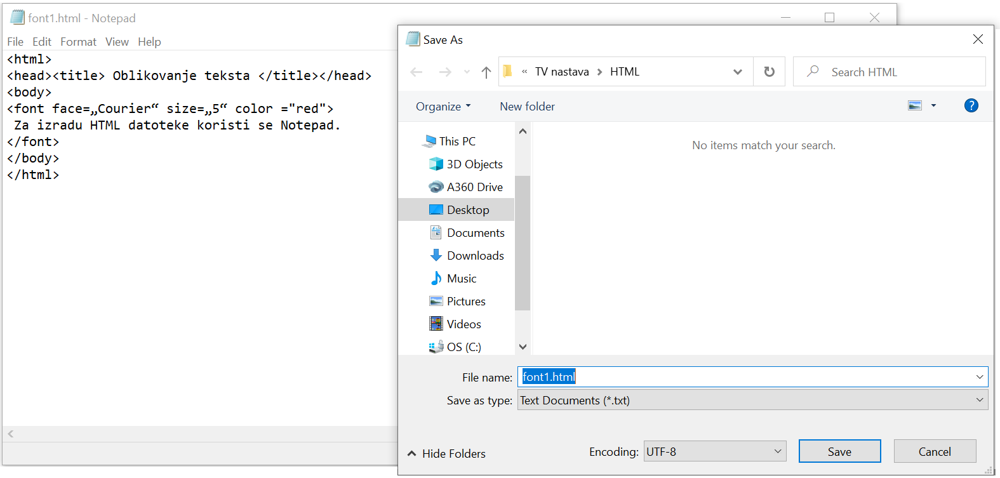 font1.html - Notepad
File Edit Format View Help
<html>
<head><title> Oblikovanje teksta </title></head>
<body>
<font face=„Courier“ size=„5“ color ="red">
Za izradu HTML datoteke koristi se Notepad.
</font>
</body>
</html>
Save As
« TV nastava > HTML
Search HTML
Organize New folder
?
No items match your search.
This PC
3D Objects
A360 Drive
Desktop
Documents
Downloads
Music
Pictures
Videos
OS (C:)
File name: font1.html
Save as type: Text Documents (*.txt)
Hide Folders Encoding: UTF-8 Save Cancel